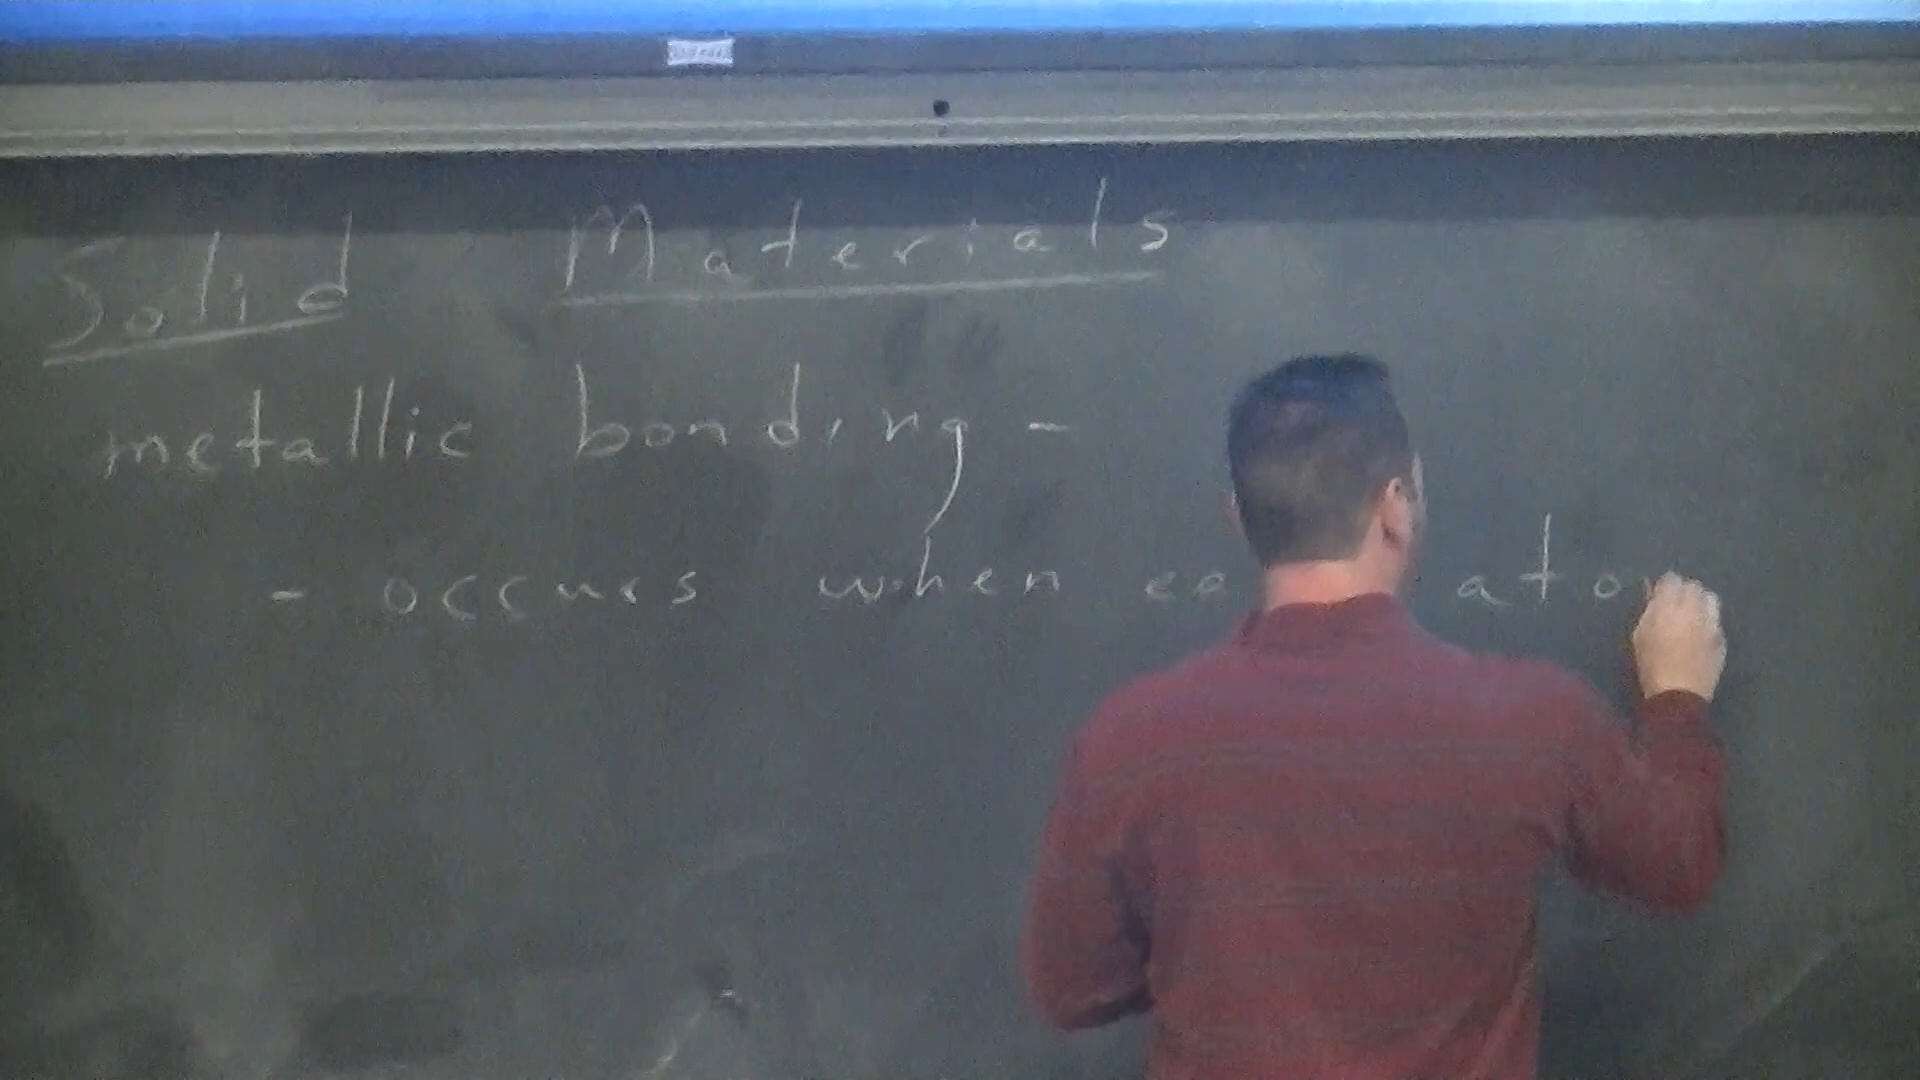 Solid Materials
metallic bonding -
- occurs when